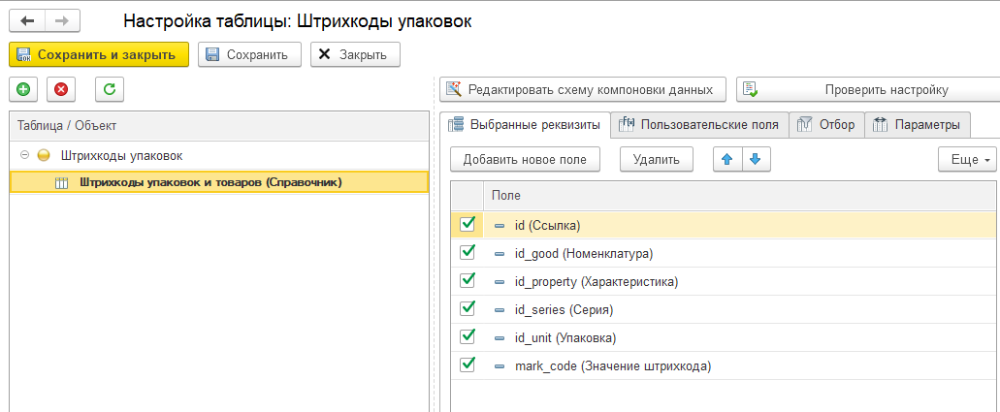 Настройка таблицы: Штрихкоды упаковок
Сохранить и закрыть
Сохранить
Закрыть
Редактировать схему компоновки данных
Проверить настройку
Таблица / Объект
Штрихкоды упаковок
Штрихкоды упаковок и товаров (Справочник)
Выбранные реквизиты
Пользовательские поля
Отбор
Параметры
Добавить новое поле
Удалить
Еще
Поле
id (Ссылка)
id_good (Номенклатура)
id_property (Характеристика)
id_series (Серия)
id_unit (Упаковка)
mark_code (Значение штрихкода)